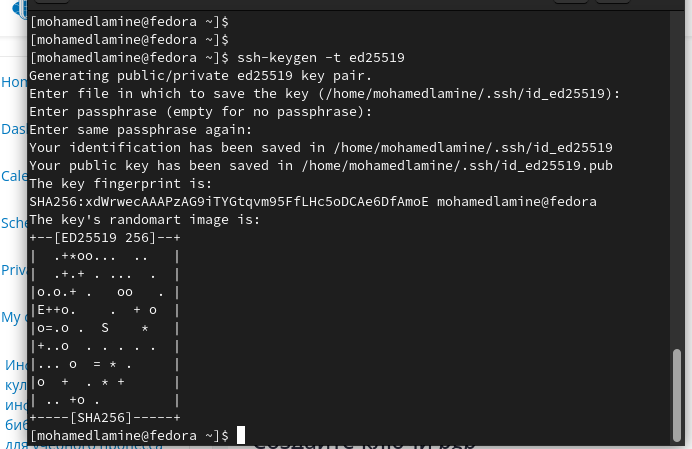 [mohamedlamine@fedora ~]$
[mohamedlamine@fedora ~]$
[mohamedlamine@fedora ~]$ ssh-keygen -t ed25519
Generating public/private ed25519 key pair.
Enter file in which to save the key (/home/mohamedlamine/.ssh/id_ed25519):
Enter passphrase (empty for no passphrase):
Enter same passphrase again:
Your identification has been saved in /home/mohamedlamine/.ssh/id_ed25519
Your public key has been saved in /home/mohamedlamine/.ssh/id_ed25519.pub
The key fingerprint is:
SHA256:xdWrwecAAAPzAG9iTYGtqvm95FfLHc5oDCAe6DfAmoE mohamedlamine@fedora
The key's randomart image is:
+--[ED25519 256]--+
|  .+*oo...  ..   |
|  .+.+ . ...  .  |
|o.o.+ .   oo   . |
|E++o.    .  + o  |
|o=.o .  S    *   |
|+..o  . . . . .  |
|... o  = * .     |
|o  +  . * +      |
| .. +o .         |
+----[SHA256]-----+
[mohamedlamine@fedora ~]$